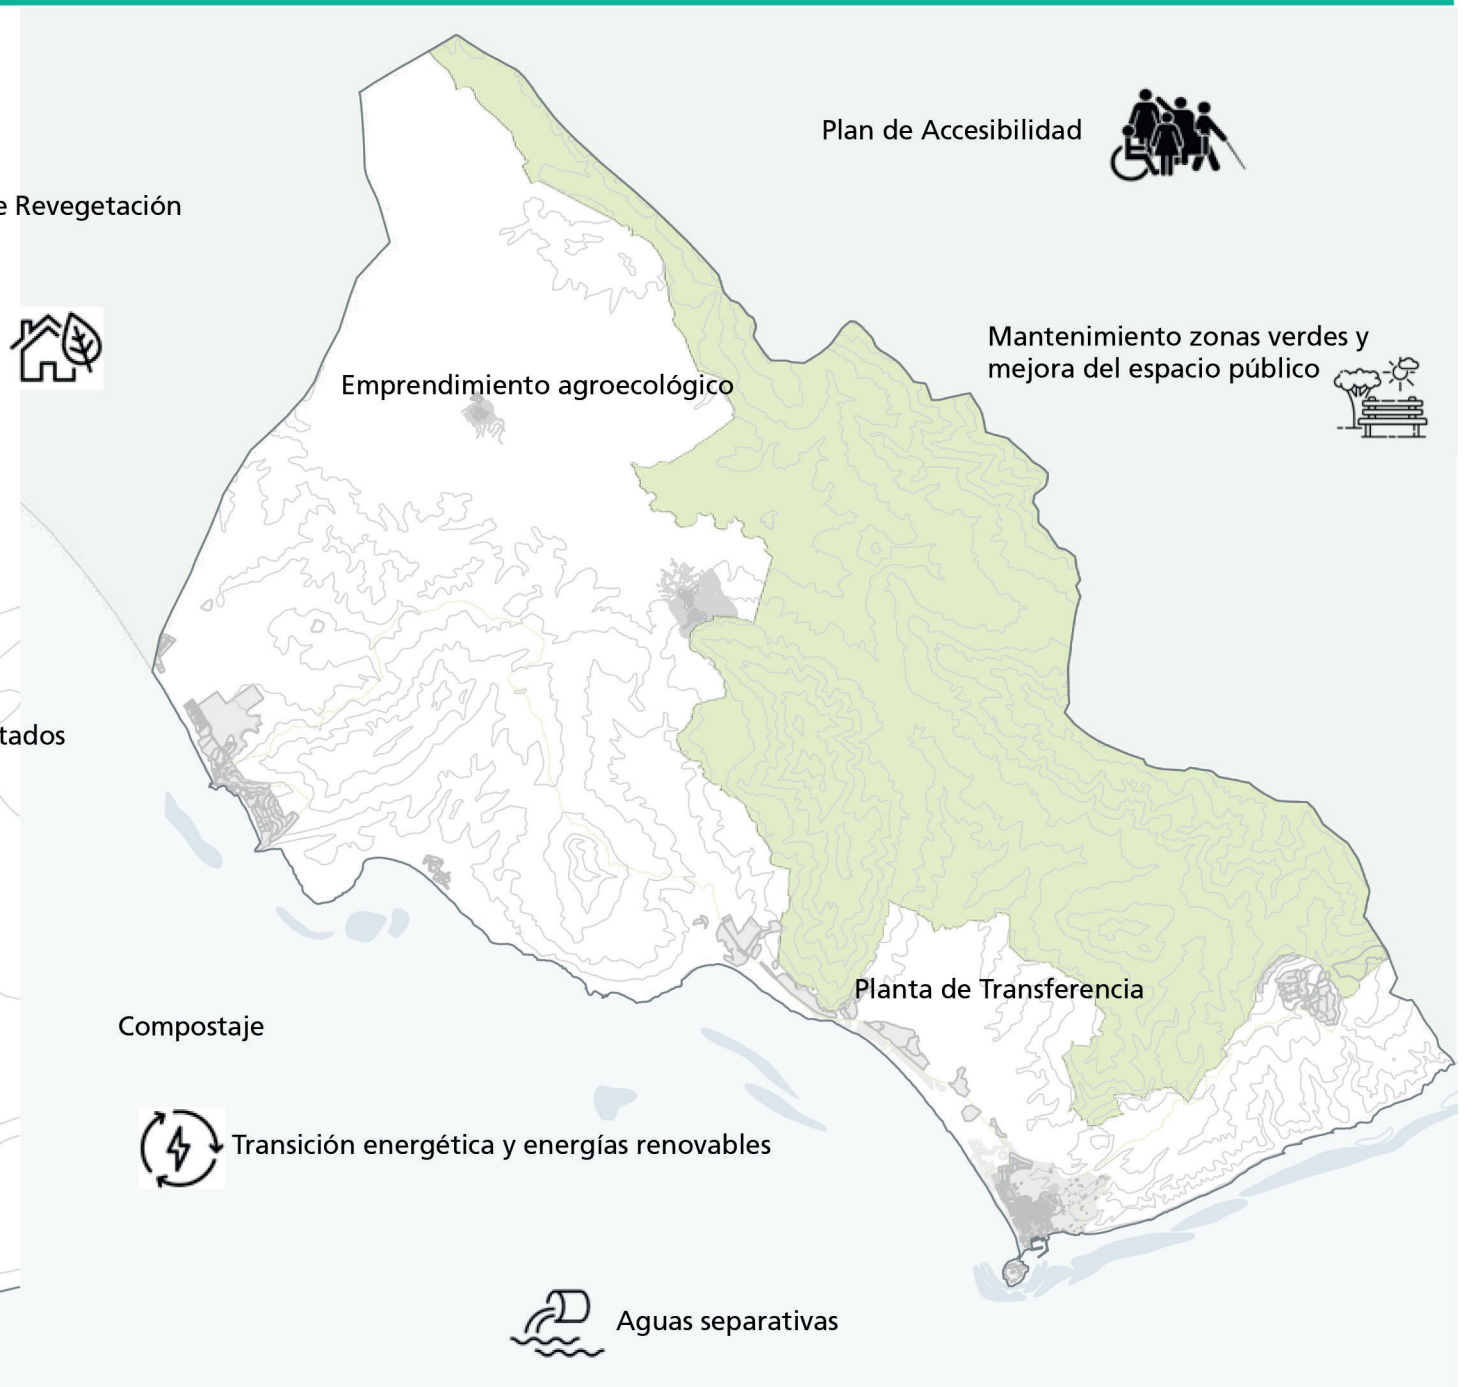 Plan de Accesibilidad
e Revegetación
Mantenimiento zonas verdes y
mejora del espacio público
Emprendimiento agroecológico
tados
Planta de Transferencia
Compostaje
Transición energética y energías renovables
Aguas separativas